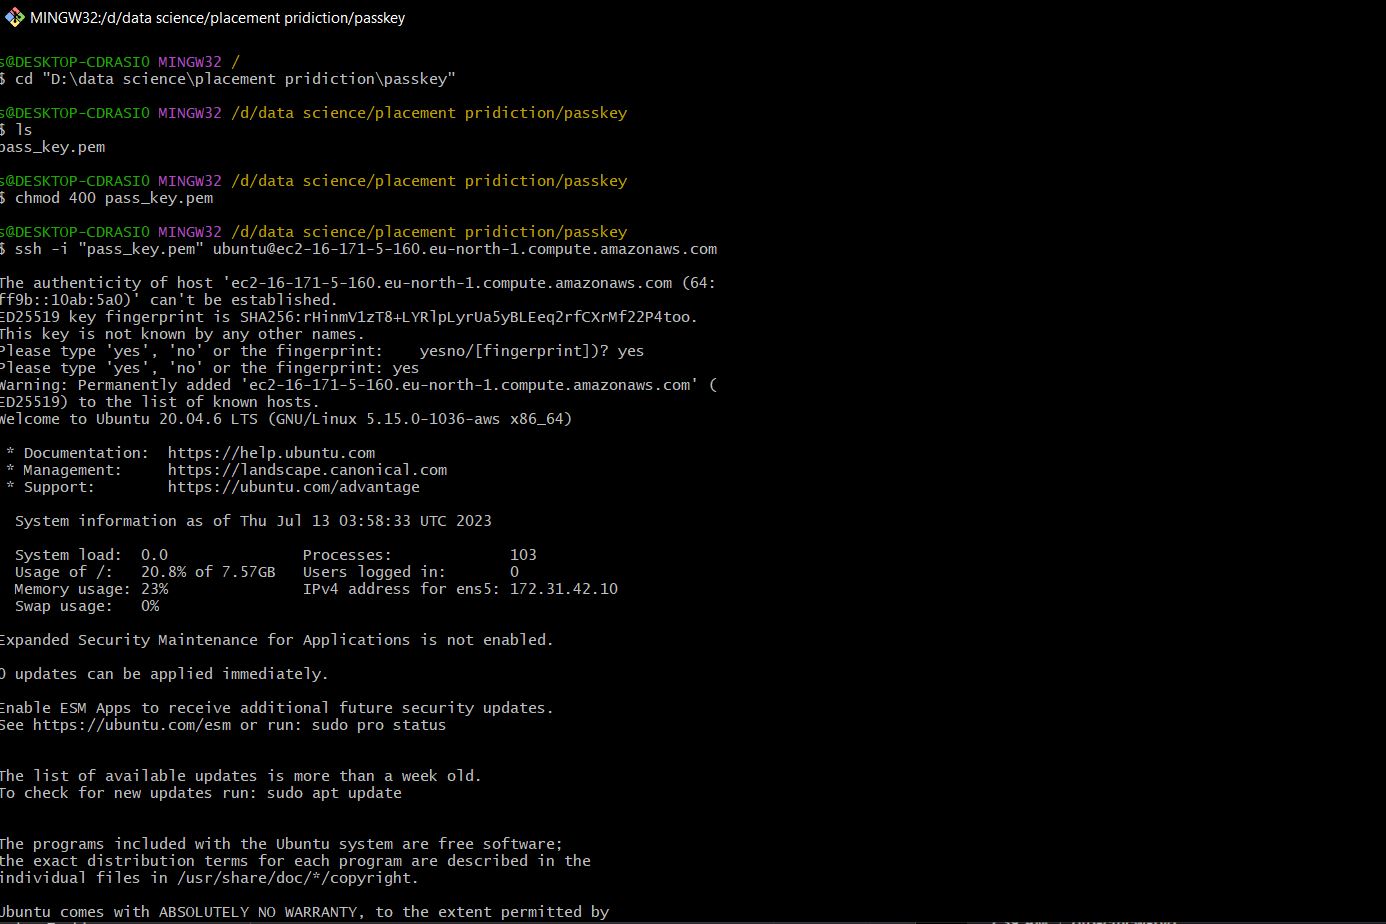 MINGW32:/d/data science/placement pridiction/passkey
s@DESKTOP-CDRASIO MINGW32 /
$ cd "D:\data science\placement pridiction\passkey"
s@DESKTOP-CDRASIO MINGW32 /d/data science/placement pridiction/passkey
$ ls
pass_key.pem
s@DESKTOP-CDRASIO MINGW32 /d/data science/placement pridiction/passkey
$ chmod 400 pass_key.pem
s@DESKTOP-CDRASIO MINGW32 /d/data science/placement pridiction/passkey
$ ssh -i "pass_key.pem" ubuntu@ec2-16-171-5-160.eu-north-1.compute.amazonaws.com
The authenticity of host 'ec2-16-171-5-160.eu-north-1.compute.amazonaws.com (64:
ff9b::10ab:5a0)' can't be established.
ED25519 key fingerprint is SHA256:rHinmV1zT8+LYRlpLyrUa5yBLEeq2rfCXrMf22P4too.
This key is not known by any other names.
Please type 'yes', 'no' or the fingerprint:    yesno/[fingerprint])? yes
Please type 'yes', 'no' or the fingerprint: yes
Warning: Permanently added 'ec2-16-171-5-160.eu-north-1.compute.amazonaws.com' (
ED25519) to the list of known hosts.
Welcome to Ubuntu 20.04.6 LTS (GNU/Linux 5.15.0-1036-aws x86_64)
* Documentation:  https://help.ubuntu.com
* Management:     https://landscape.canonical.com
* Support:        https://ubuntu.com/advantage
System information as of Thu Jul 13 03:58:33 UTC 2023
System load:  0.0               Processes:             103
Usage of /:   20.8% of 7.57GB   Users logged in:       0
Memory usage: 23%               IPv4 address for ens5: 172.31.42.10
Swap usage:   0%
Expanded Security Maintenance for Applications is not enabled.
0 updates can be applied immediately.
Enable ESM Apps to receive additional future security updates.
See https://ubuntu.com/esm or run: sudo pro status
The list of available updates is more than a week old.
To check for new updates run: sudo apt update
The programs included with the Ubuntu system are free software;
the exact distribution terms for each program are described in the
individual files in /usr/share/doc/*/copyright.
Ubuntu comes with ABSOLUTELY NO WARRANTY, to the extent permitted by